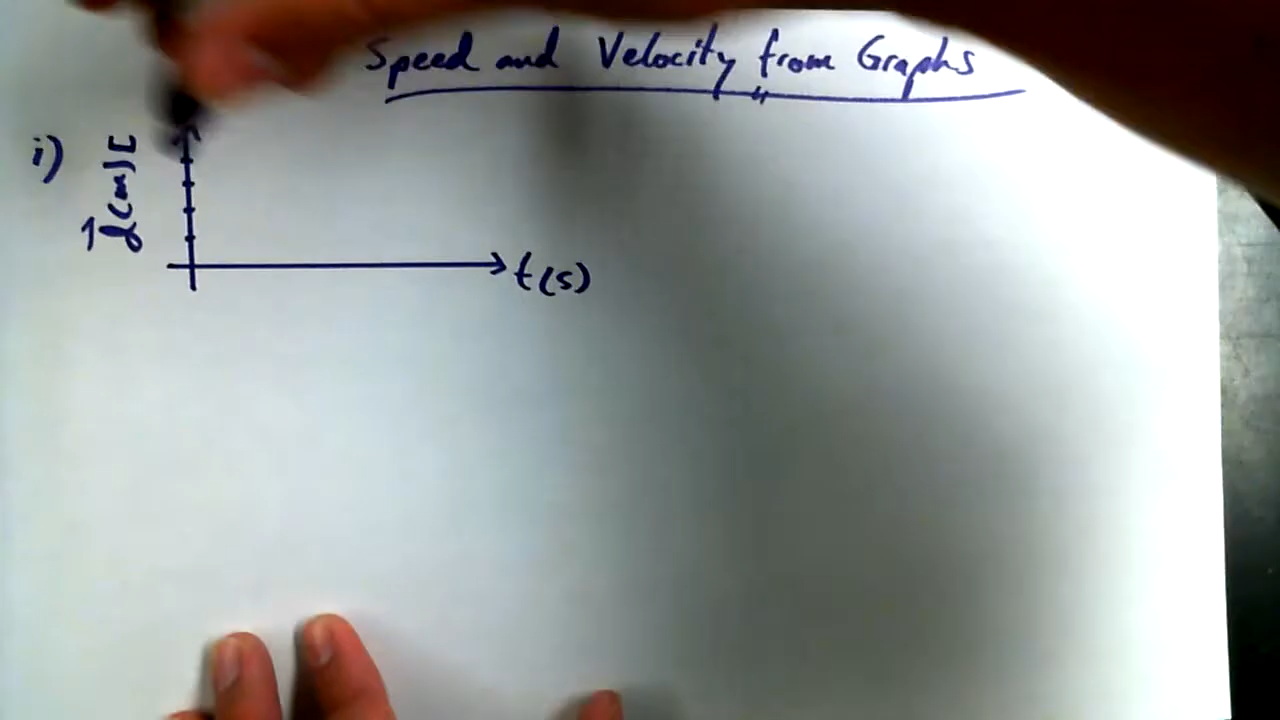 Speed and Velocity from Graphs
i)
d(m)[E
t(s)